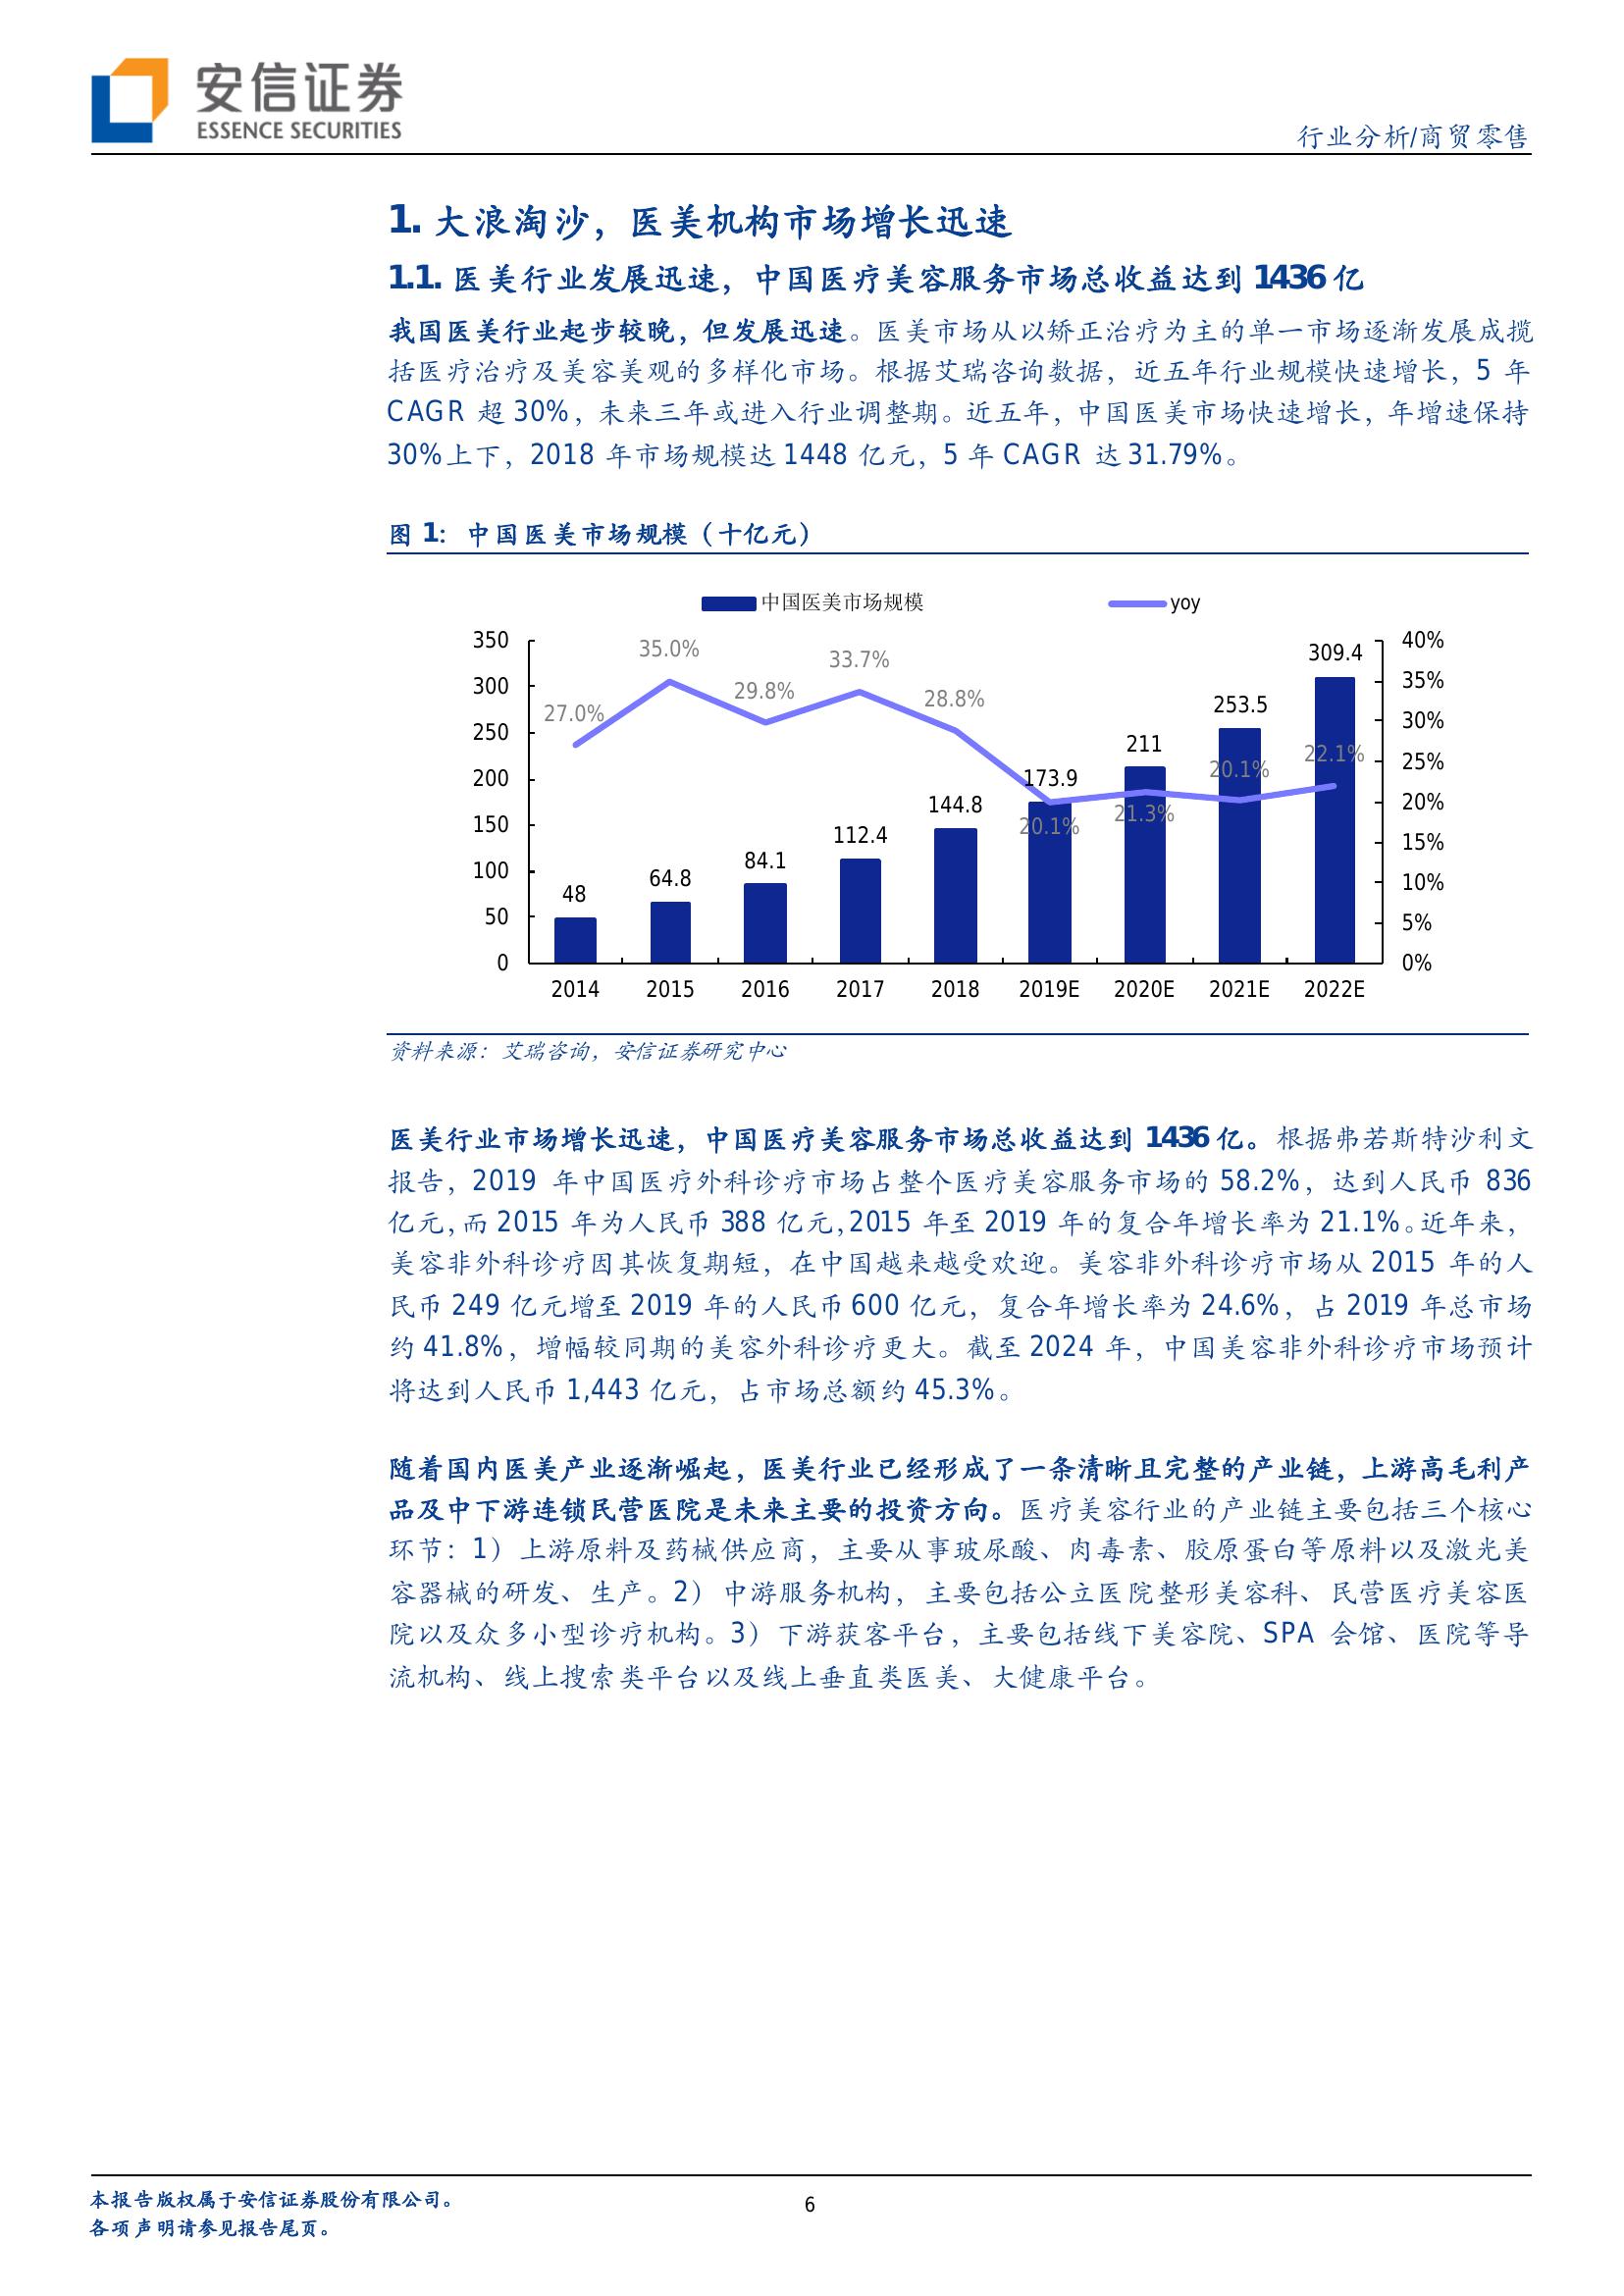 安信证券
ESSENCE SECURITIES
行业分析/商贸零售
1. 大浪淘沙，医美机构市场增长迅速
1.1. 医美行业发展迅速，中国医疗美容服务市场总收益达到 1436 亿
我国医美行业起步较晚，但发展迅速。医美市场从以矫正治疗为主的单一市场逐渐发展成揽
括医疗治疗及美容美观的多样化市场。根据艾瑞咨询数据，近五年行业规模快速增长，5 年
CAGR 超 30%，未来三年或进入行业调整期。近五年，中国医美市场快速增长，年增速保持
30%上下，2018 年市场规模达 1448 亿元，5 年 CAGR 达 31.79%。
图 1：中国医美市场规模（十亿元）
中国医美市场规模 yoy
350
300
250
200
150
100
50
0
40%
35%
30%
25%
20%
15%
10%
5%
0%
27.0%
35.0%
29.8%
33.7%
28.8%
20.1%
21.3%
20.1%
22.1%
48
64.8
84.1
112.4
144.8
173.9
211
253.5
309.4
2014 2015 2016 2017 2018 2019E 2020E 2021E 2022E
资料来源：艾瑞咨询，安信证券研究中心
医美行业市场增长迅速，中国医疗美容服务市场总收益达到 1436 亿。根据弗若斯特沙利文
报告，2019 年中国医疗外科诊疗市场占整个医疗美容服务市场的 58.2%，达到人民币 836
亿元，而 2015 年为人民币 388 亿元，2015 年至 2019 年的复合年增长率为 21.1%。近年来，
美容非外科诊疗因其恢复期短，在中国越来越受欢迎。美容非外科诊疗市场从 2015 年的人
民币 249 亿元增至 2019 年的人民币 600 亿元，复合年增长率为 24.6%，占 2019 年总市场
约 41.8%，增幅较同期的美容外科诊疗更大。截至 2024 年，中国美容非外科诊疗市场预计
将达到人民币 1,443 亿元，占市场总额约 45.3%。
随着国内医美产业逐渐崛起，医美行业已经形成了一条清晰且完整的产业链，上游高毛利产
品及中下游连锁民营医院是未来主要的投资方向。医疗美容行业的产业链主要包括三个核心
环节：1）上游原料及药械供应商，主要从事玻尿酸、肉毒素、胶原蛋白等原料以及激光美
容器械的研发、生产。2）中游服务机构，主要包括公立医院整形美容科、民营医疗美容医
院以及众多小型诊疗机构。3）下游获客平台，主要包括线下美容院、SPA 会馆、医院等导
流机构、线上搜索类平台以及线上垂直类医美、大健康平台。
本报告版权属于安信证券股份有限公司。
各项声明请参见报告尾页。
6